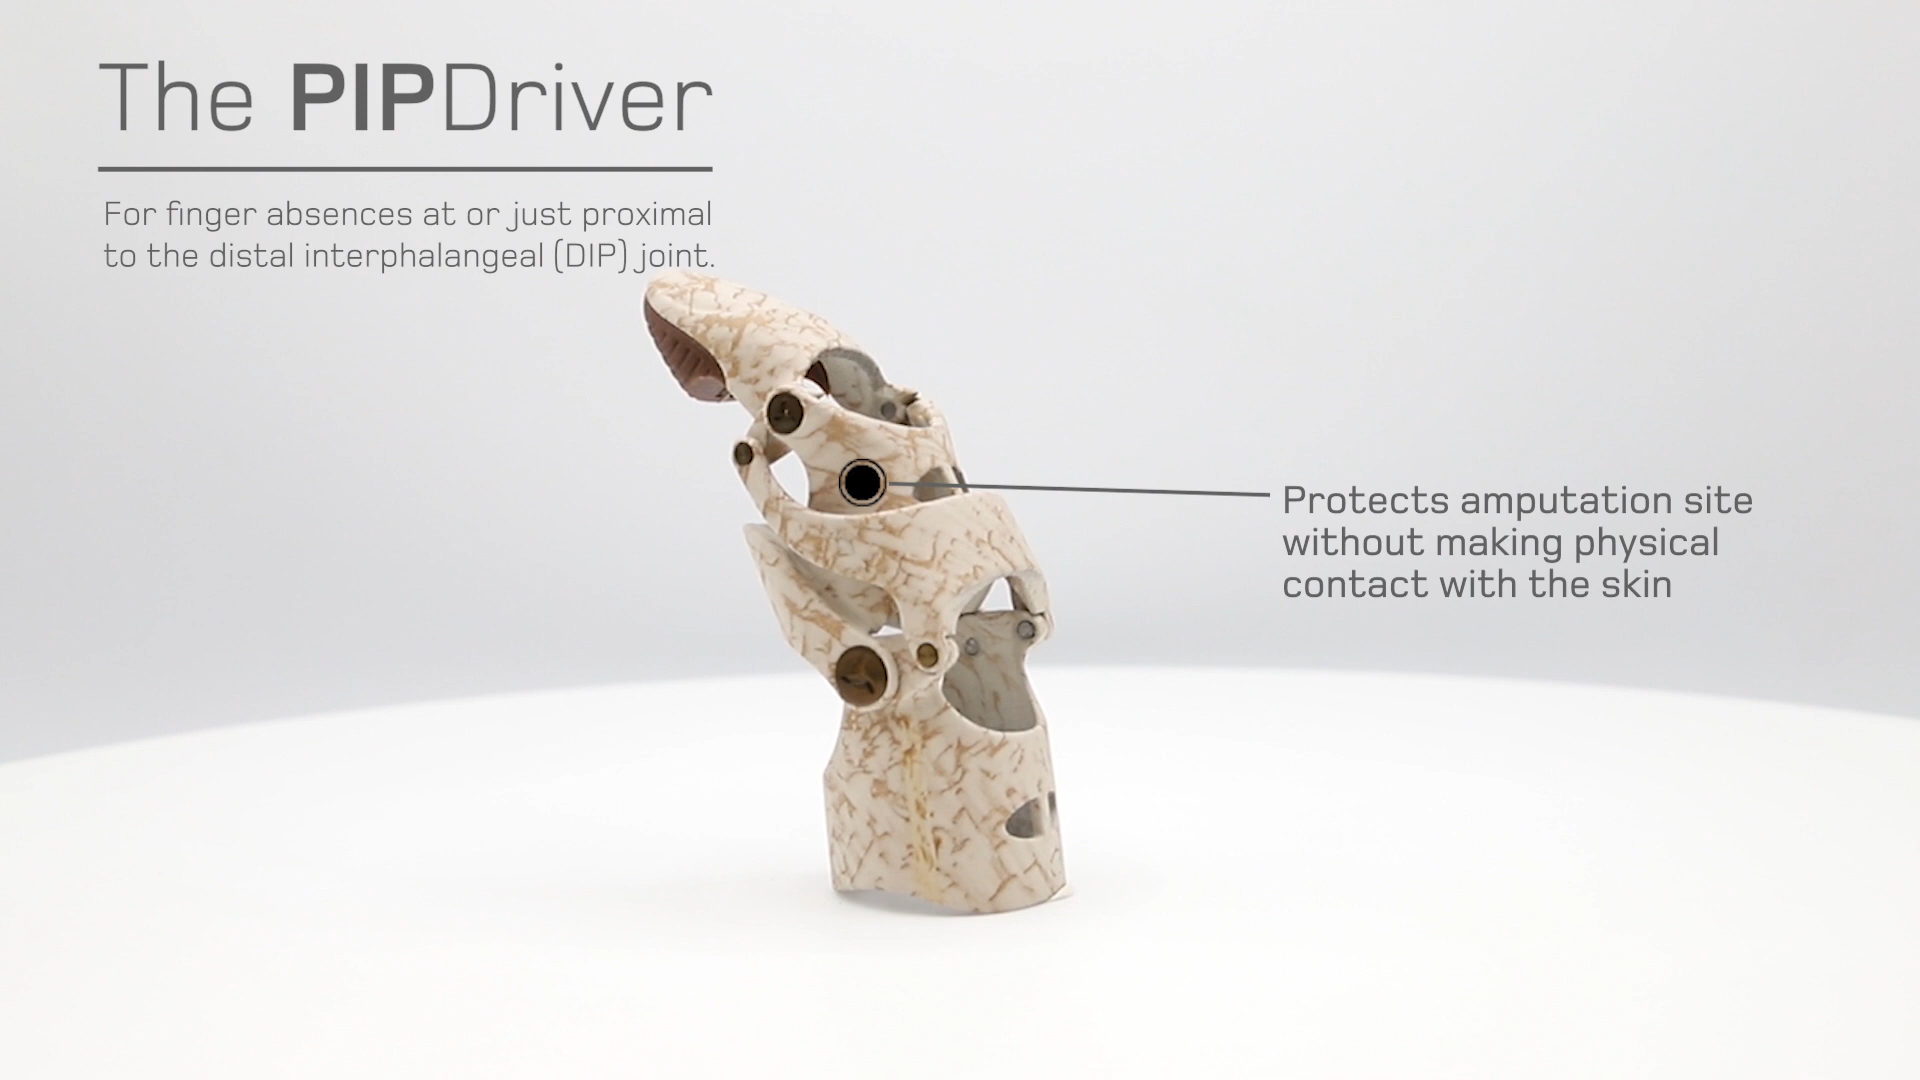 The PIPDriver
For finger absences at or just proximal
to the distal interphalangeal (DIP) joint.
Protects amputation site
without making physical
contact with the skin